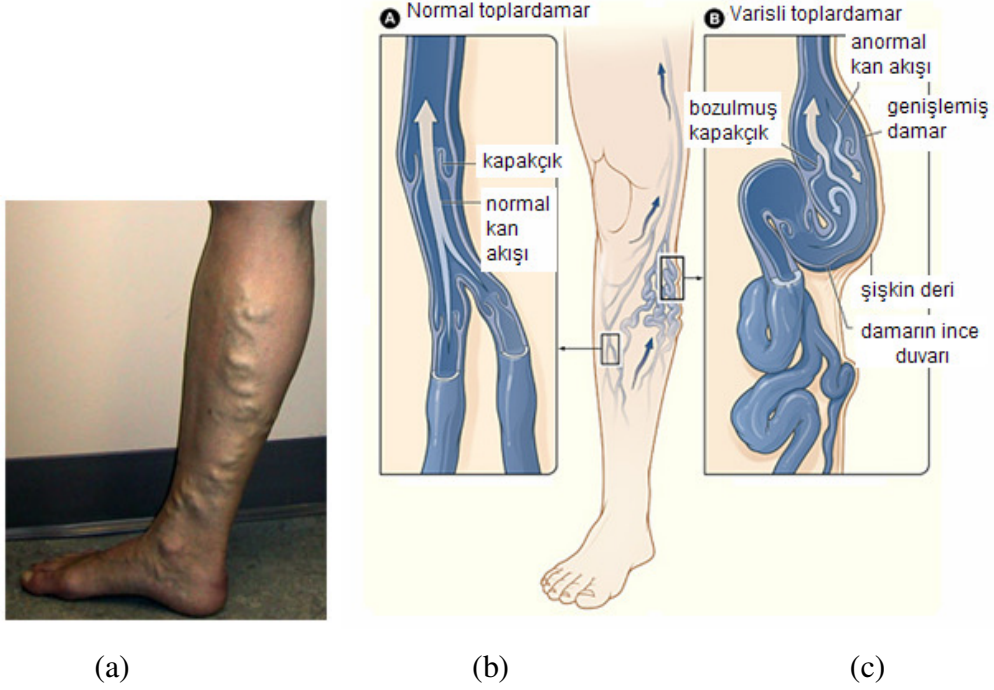 A Normal toplardamar
kapakçık
normal
kan
akışı
B Varisli toplardamar
anormal
kan akışı
bozulmuş
kapakçık
genişlemiş
damar
şişkin deri
damarın ince
duvarı
(a)
(b)
(c)